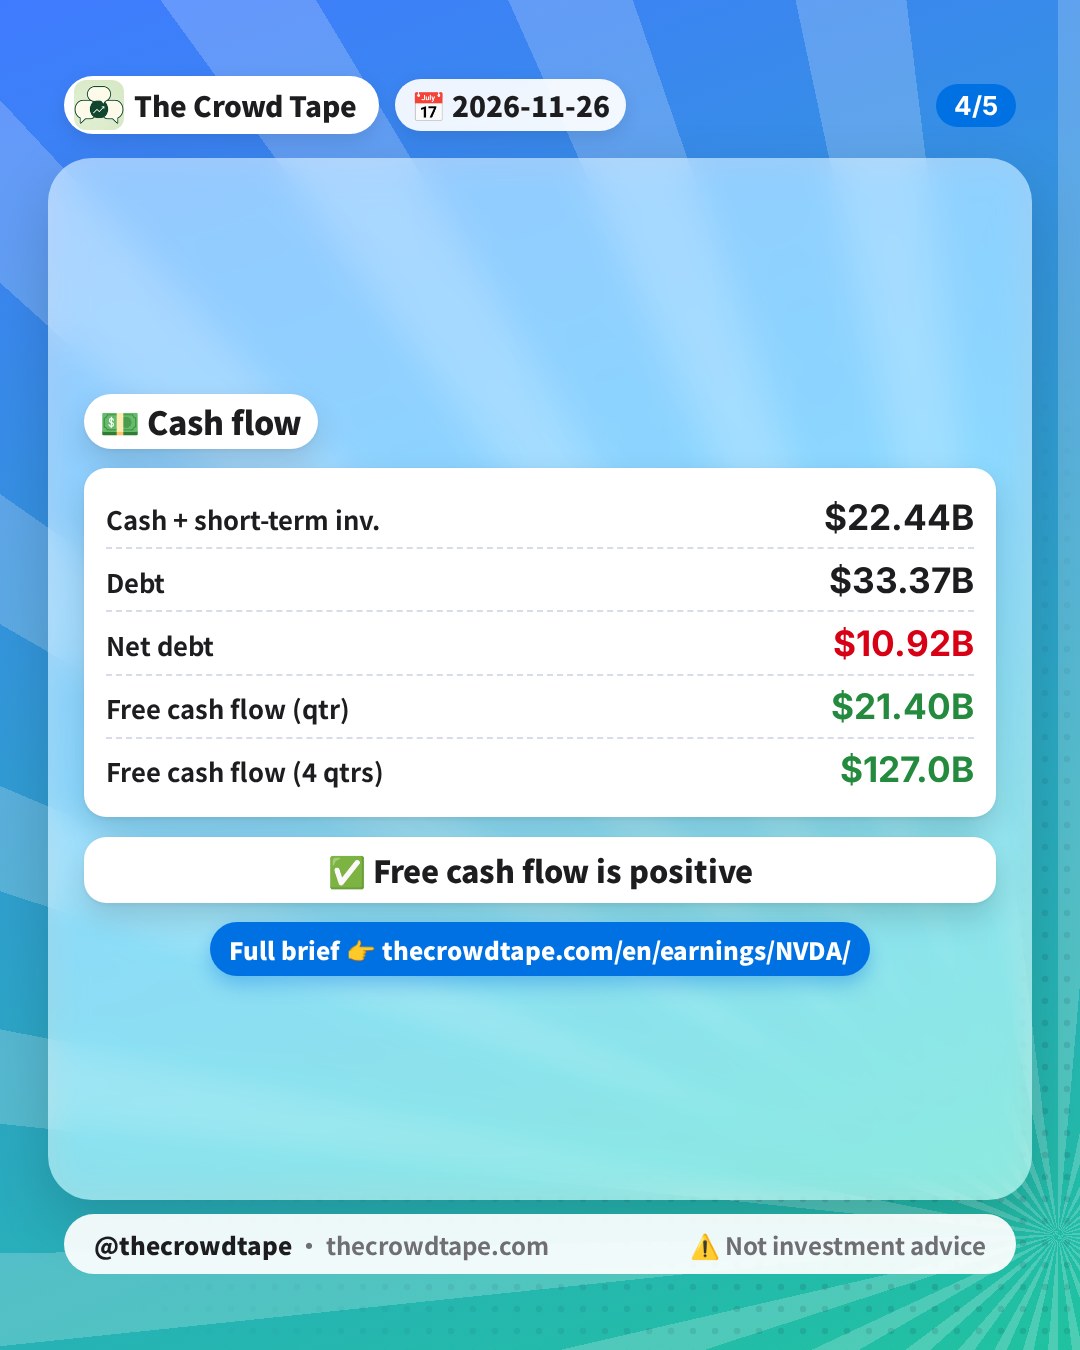 The Crowd Tape
📅 2026-11-26
4/5
💵 Cash flow
Cash + short-term inv. $22.44B
Debt $33.37B
Net debt $10.92B
Free cash flow (qtr) $21.40B
Free cash flow (4 qtrs) $127.0B
✅ Free cash flow is positive
Full brief 👉 thecrowdtape.com/en/earnings/NVDA/
@thecrowdtape • thecrowdtape.com ⚠️ Not investment advice